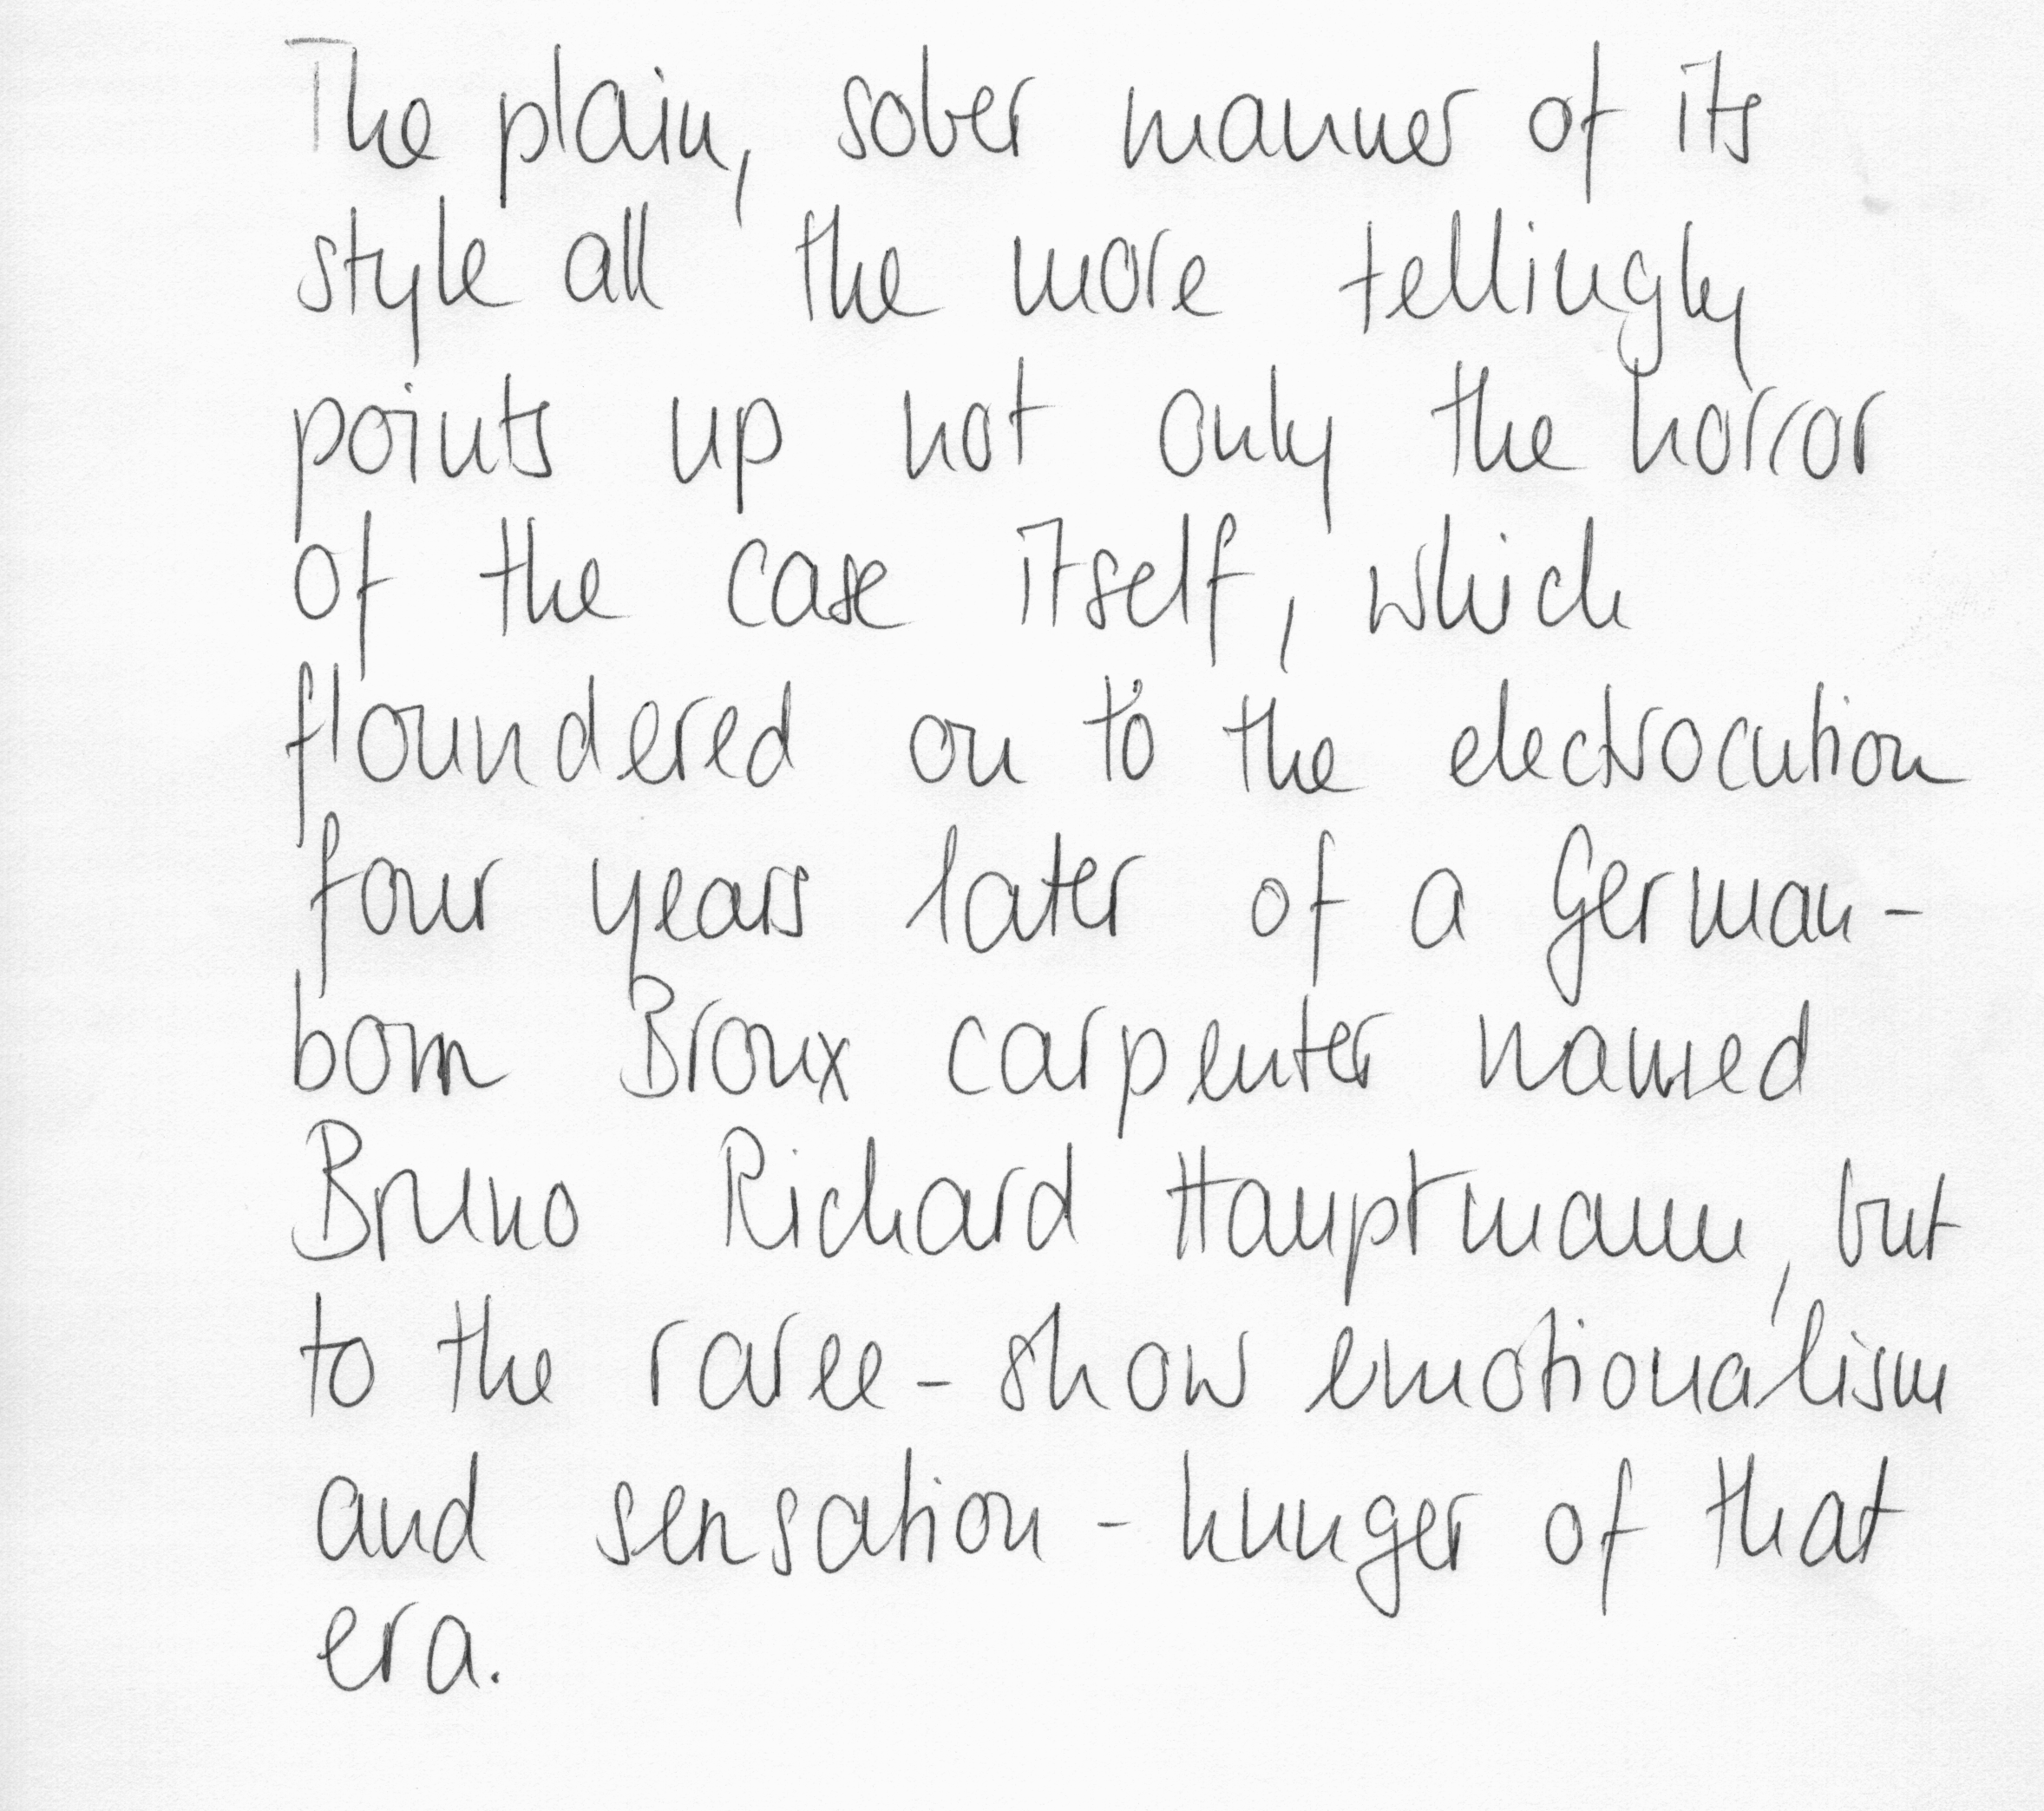 The plain, sober manner of its
style all the more tellingly
points up not only the horror
of the case itself, which
floundered on to the electrocution
four years later of a German-
born Bronx carpenter named
Bruno Richard Hauptmann, but
to the raree-show emotionalism
and sensation-hunger of that
era.